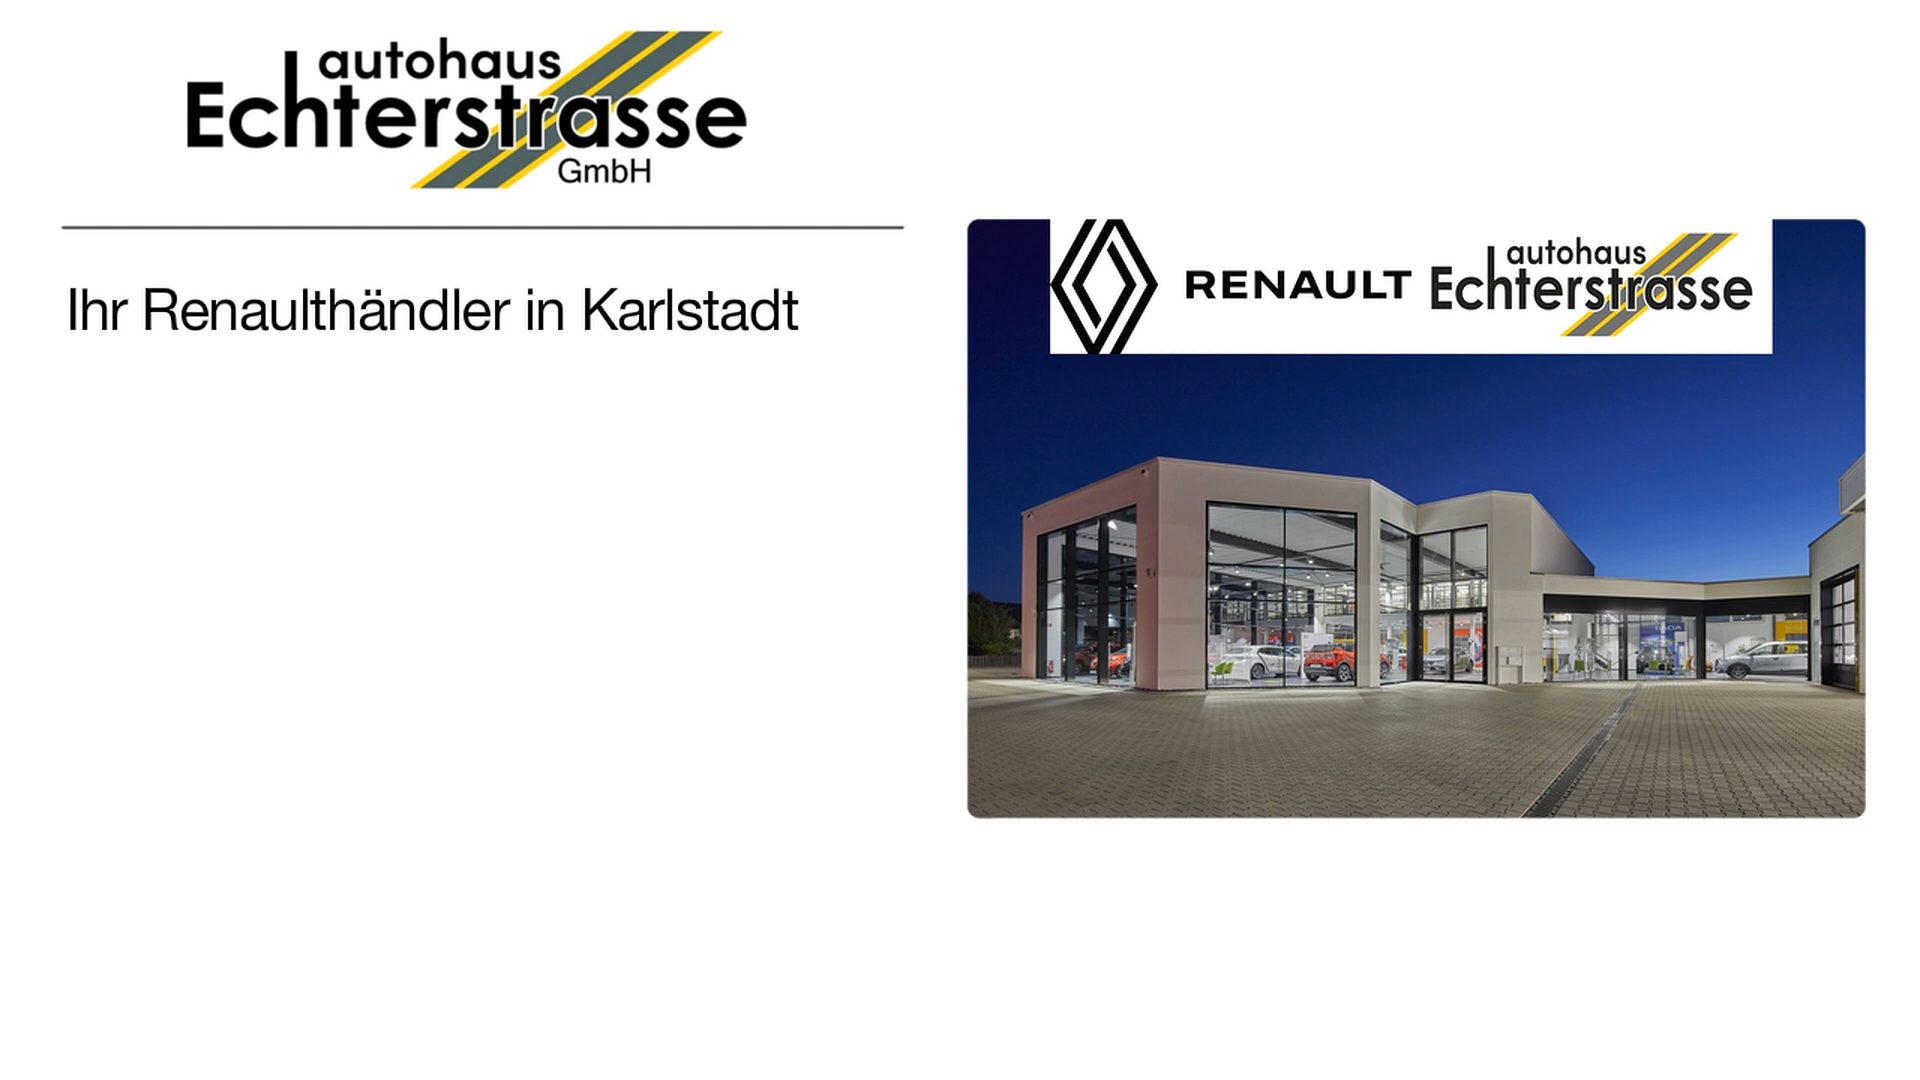 autohaus
Echterstrasse
GmbH
Ihr Renaulthändler in Karlstadt
RENAULT
autohaus
Echterstrasse